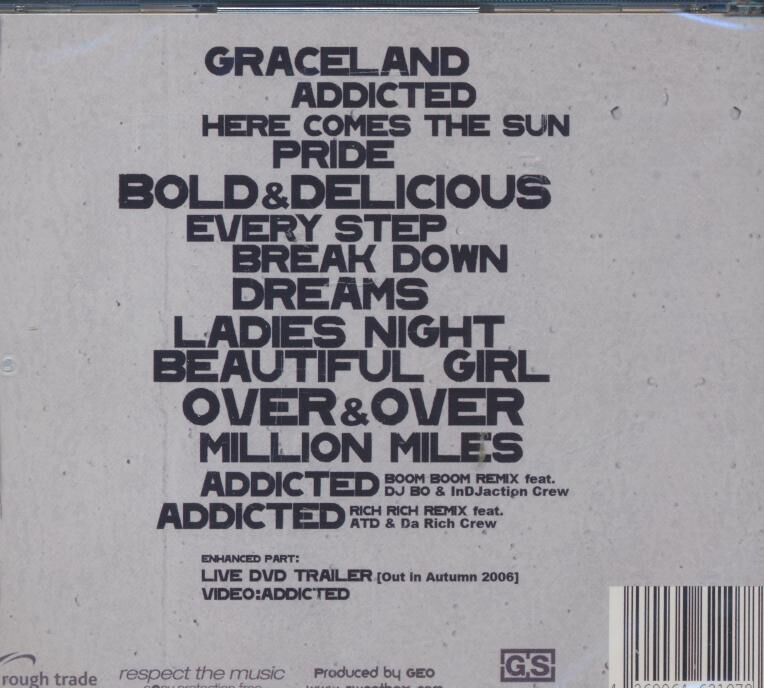 GRACELAND
ADDICTED
HERE COMES THE SUN
PRIDE
BOLD & DELICIOUS
EVERY STEP
BREAK DOWN
DREAMS
LADIES NIGHT
BEAUTIFUL GIRL
OVER & OVER
MILLION MILES
ADDICTED BOOM BOOM REMIX feat.
DJ BO & InDJaction Crew
ADDICTED RICH RICH REMIX feat.
ATD & Da Rich Crew
ENHANCED PART:
LIVE DVD TRAILER [Out in Autumn 2006]
VIDEO:ADDICTED
rough trade
respect the music
Produced by GEO
G'S